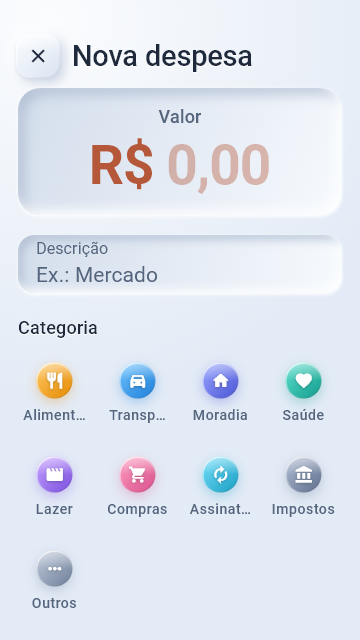 Nova despesa
Valor
R$ 0,00
Descrição
Ex.: Mercado
Categoria
Aliment… Transp… Moradia Saúde
Lazer Compras Assinat… Impostos
Outros